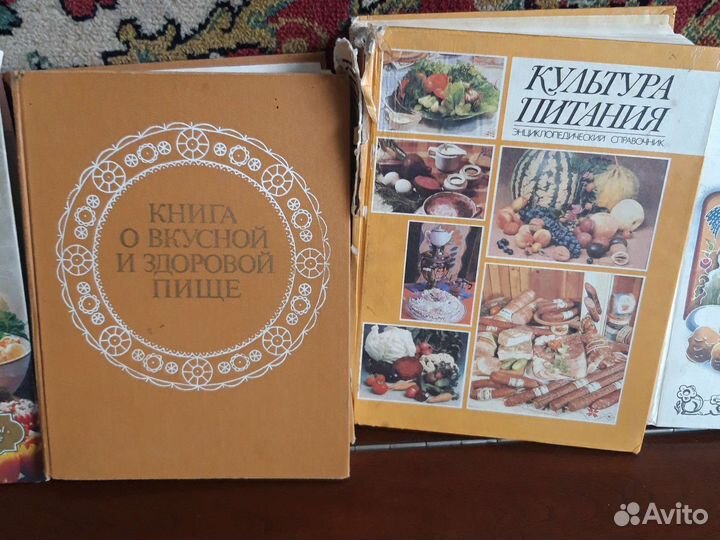 КНИГА
О ВКУСНОЙ
И ЗДОРОВОЙ
ПИЩЕ
КУЛЬТУРА
ПИТАНИЯ
ЭНЦИКЛОПЕДИЧЕСКИЙ СПРАВОЧНИК
Avito